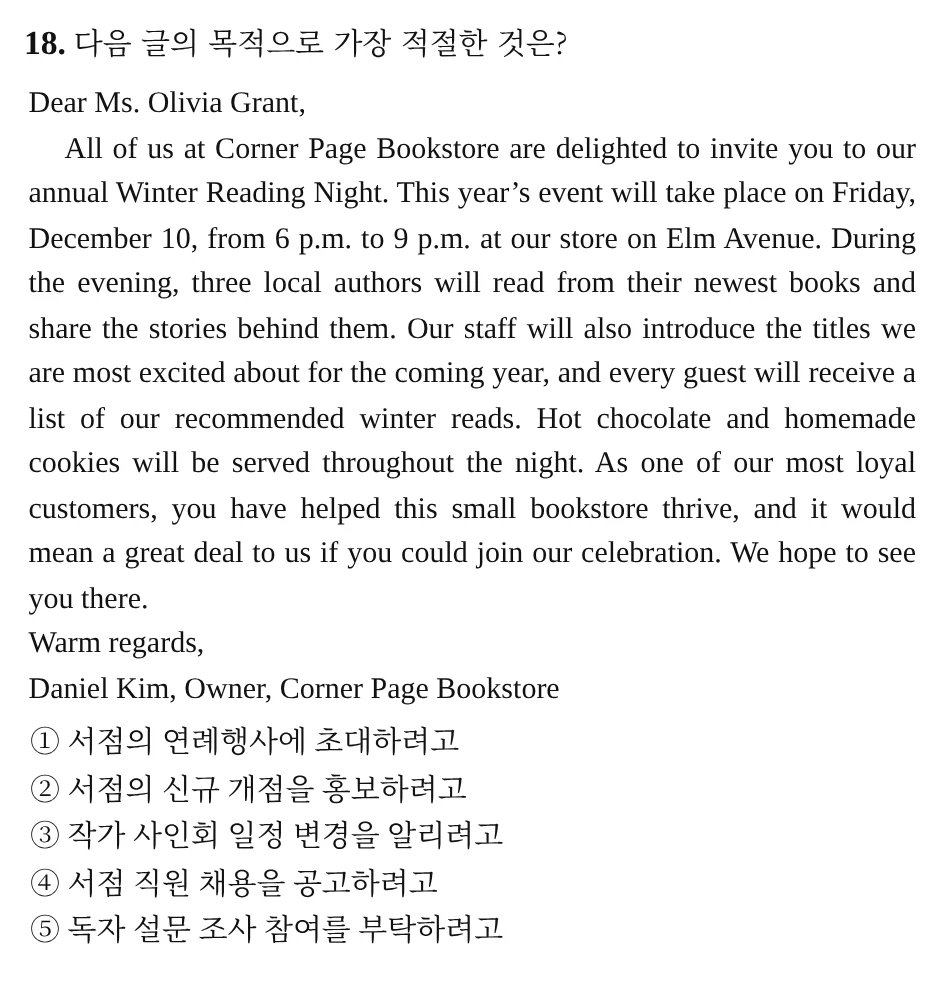 18. 다음 글의 목적으로 가장 적절한 것은?
Dear Ms. Olivia Grant,
All of us at Corner Page Bookstore are delighted to invite you to our
annual Winter Reading Night. This year’s event will take place on Friday,
December 10, from 6 p.m. to 9 p.m. at our store on Elm Avenue. During
the evening, three local authors will read from their newest books and
share the stories behind them. Our staff will also introduce the titles we
are most excited about for the coming year, and every guest will receive a
list of our recommended winter reads. Hot chocolate and homemade
cookies will be served throughout the night. As one of our most loyal
customers, you have helped this small bookstore thrive, and it would
mean a great deal to us if you could join our celebration. We hope to see
you there.
Warm regards,
Daniel Kim, Owner, Corner Page Bookstore
① 서점의 연례행사에 초대하려고
② 서점의 신규 개점을 홍보하려고
③ 작가 사인회 일정 변경을 알리려고
④ 서점 직원 채용을 공고하려고
⑤ 독자 설문 조사 참여를 부탁하려고